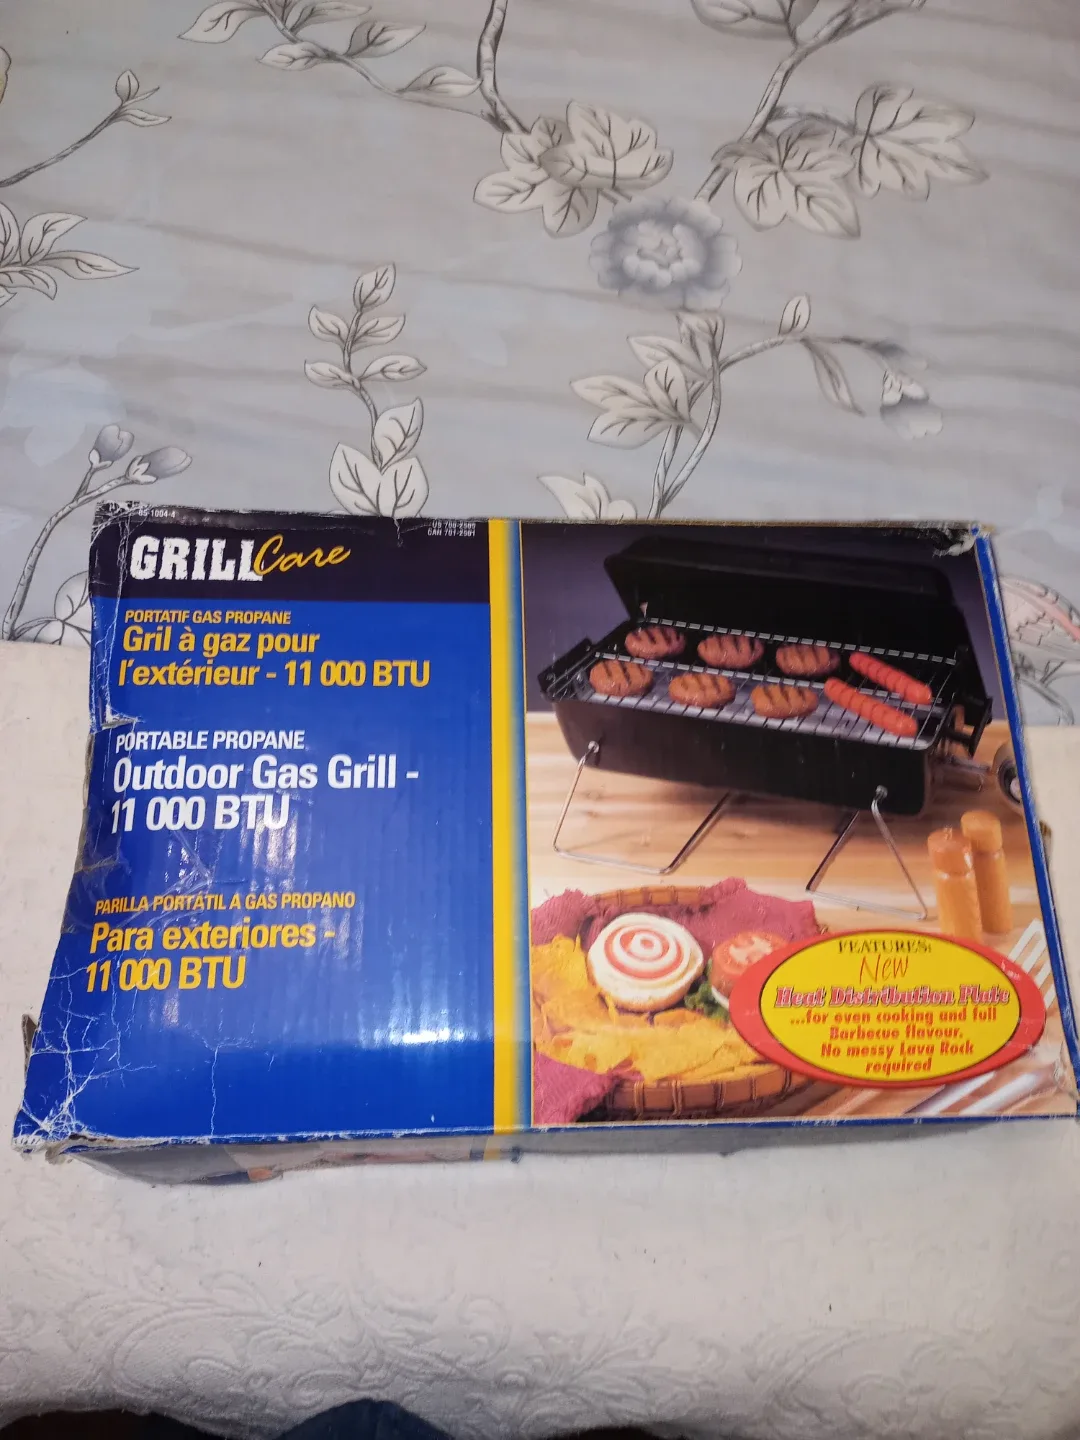 GRILLCare
PORTATIF GAS PROPANE
Gril à gaz pour
l'extérieur - 11 000 BTU
PORTABLE PROPANE
Outdoor Gas Grill -
11 000 BTU
PARILLA PORTÁTIL A GAS PROPANO
Para exteriores -
11 000 BTU
FEATURES:
New
Heat Distribution Plate
...for even cooking and full
Barbecue flavour.
No messy Lava Rock
required